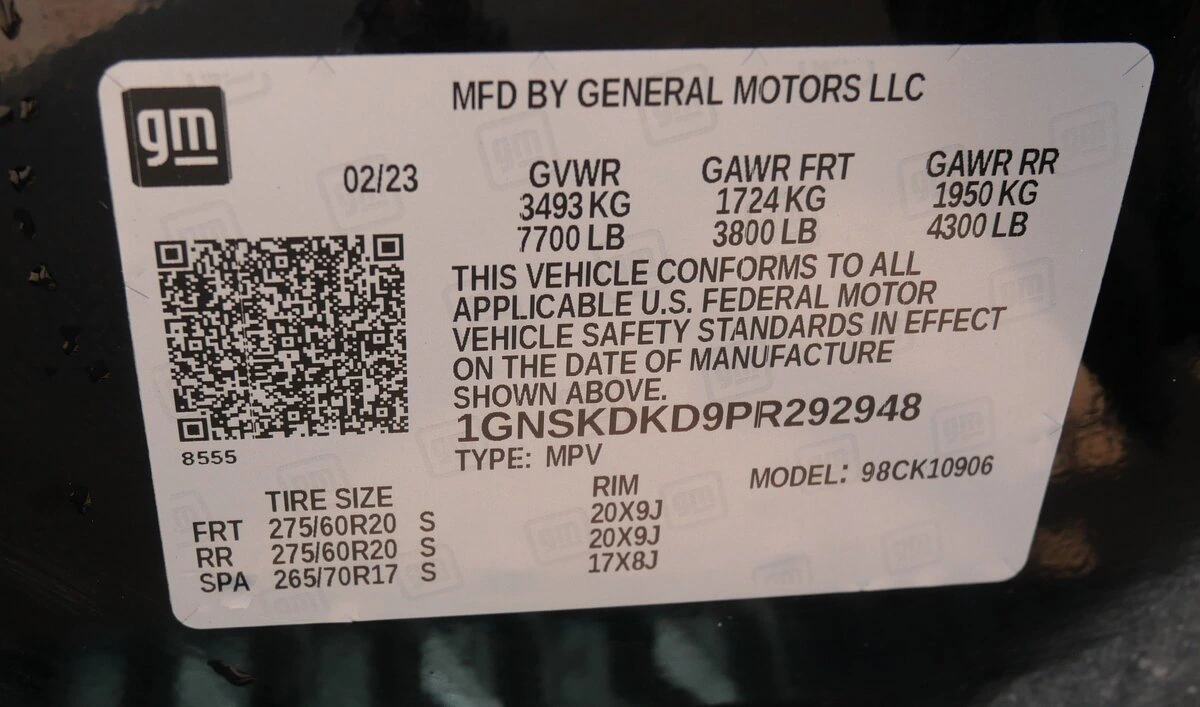 gm
MFD BY GENERAL MOTORS LLC
02/23 GVWR GAWR FRT GAWR RR
3493 KG 1724 KG 1950 KG
7700 LB 3800 LB 4300 LB
THIS VEHICLE CONFORMS TO ALL
APPLICABLE U.S. FEDERAL MOTOR
VEHICLE SAFETY STANDARDS IN EFFECT
ON THE DATE OF MANUFACTURE
SHOWN ABOVE.
1GNSKDKD9PR292948
8555
TYPE: MPV MODEL: 98CK10906
TIRE SIZE RIM
FRT 275/60R20 S 20X9J
RR 275/60R20 S 20X9J
SPA 265/70R17 S 17X8J